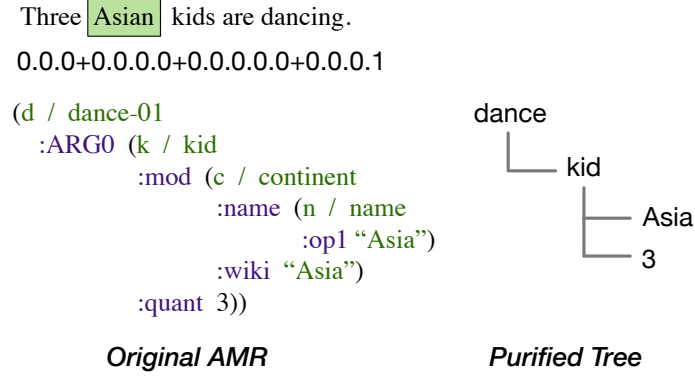 Three Asian kids are dancing.
0.0.0+0.0.0.0+0.0.0.0.0+0.0.0.1
(d / dance-01
:ARG0 (k / kid
:mod (c / continent
:name (n / name
:op1 “Asia”)
:wiki “Asia”)
:quant 3))
Original AMR
dance
kid
Asia
3
Purified Tree